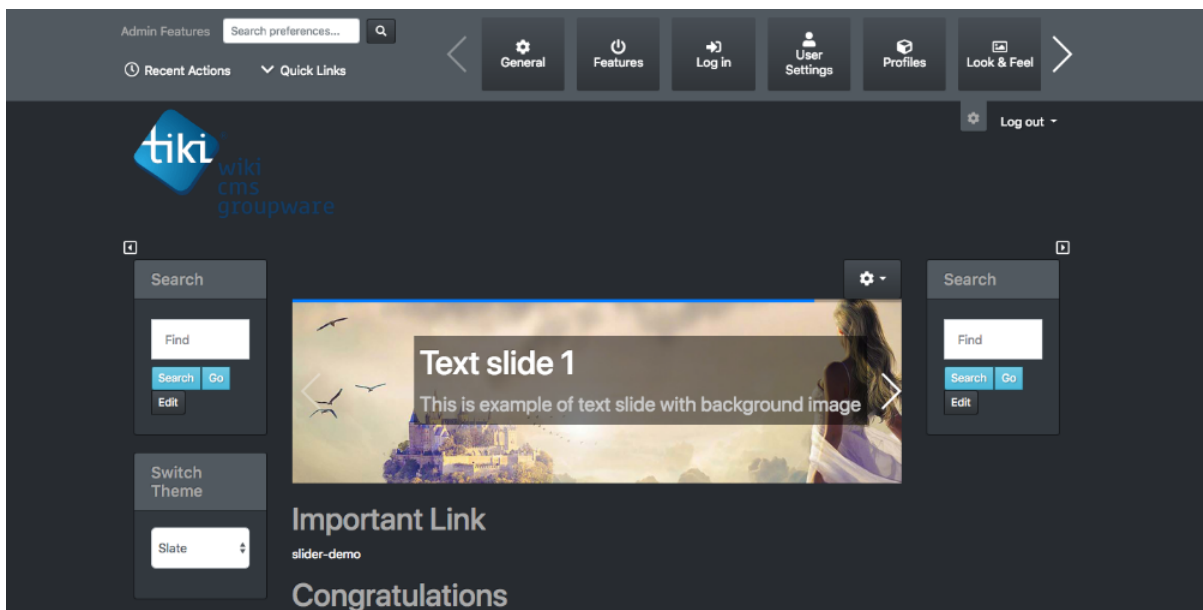 Admin Features Search preferences...
Recent Actions Quick Links
General Features Log in User Settings Profiles Look & Feel
Log out
tiki
wiki
cms
groupware
Search
Find
Search Go
Edit
Switch
Theme
Slate
Text slide 1
This is example of text slide with background image
Important Link
slider-demo
Congratulations
Search
Find
Search Go
Edit